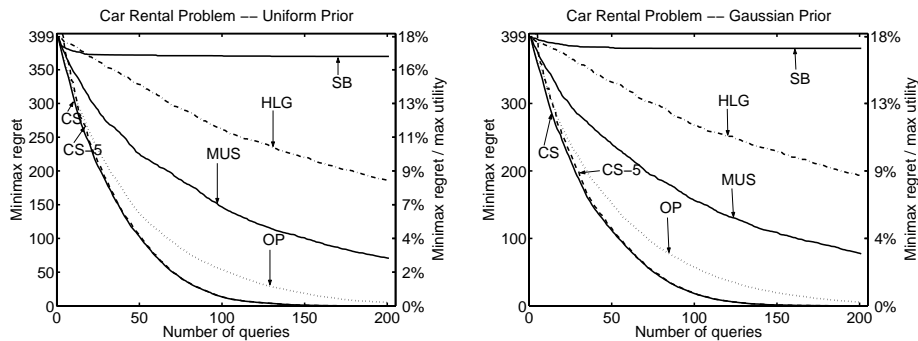 Car Rental Problem −− Uniform Prior
399
350
300
250
200
150
100
50
0
Minimax regret
0
50
100
150
200
Number of queries
18%
16%
13%
11%
9%
7%
4%
2%
0%
Minimax regret / max utility
SB
HLG
CS
CS−5
MUS
OP
Car Rental Problem −− Gaussian Prior
399
350
300
250
200
150
100
50
0
Minimax regret
0
50
100
150
200
Number of queries
18%
13%
9%
4%
0%
Minimax regret / max utility
SB
HLG
CS
CS−5
MUS
OP